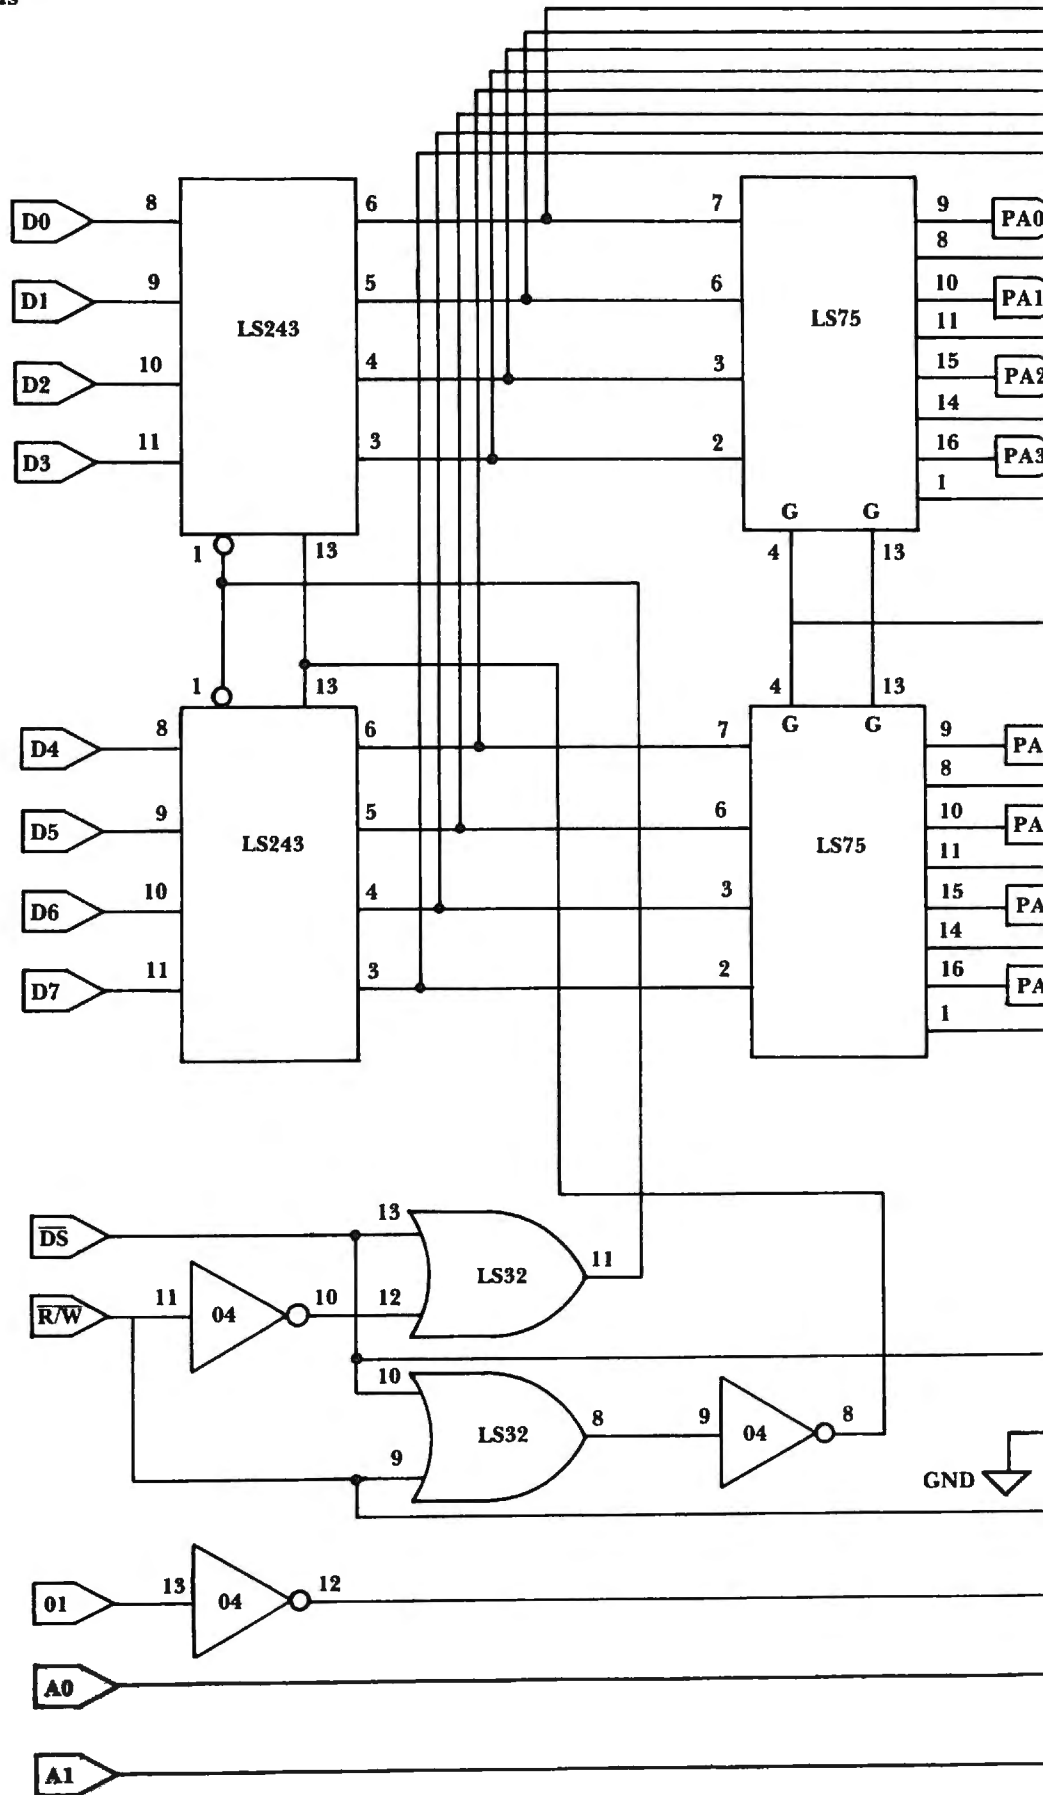 D0 8 6 7 9 PA0
8
D1 9 5 6 10 PA1
LS243 LS75
11
D2 10 4 3 15 PA2
14
D3 11 3 2 16 PA3
1
G G
1 13 4 13
1 13 4 13
G G
D4 8 6 7 9 PA
8
D5 9 5 6 10 PA
LS243 LS75
11
D6 10 4 3 15 PA
14
D7 11 3 2 16 PA
1
DS 13
LS32 11
R/W 11 04 10 12
10
LS32 8 9 04 8
9
GND
01 13 04 12
A0
A1